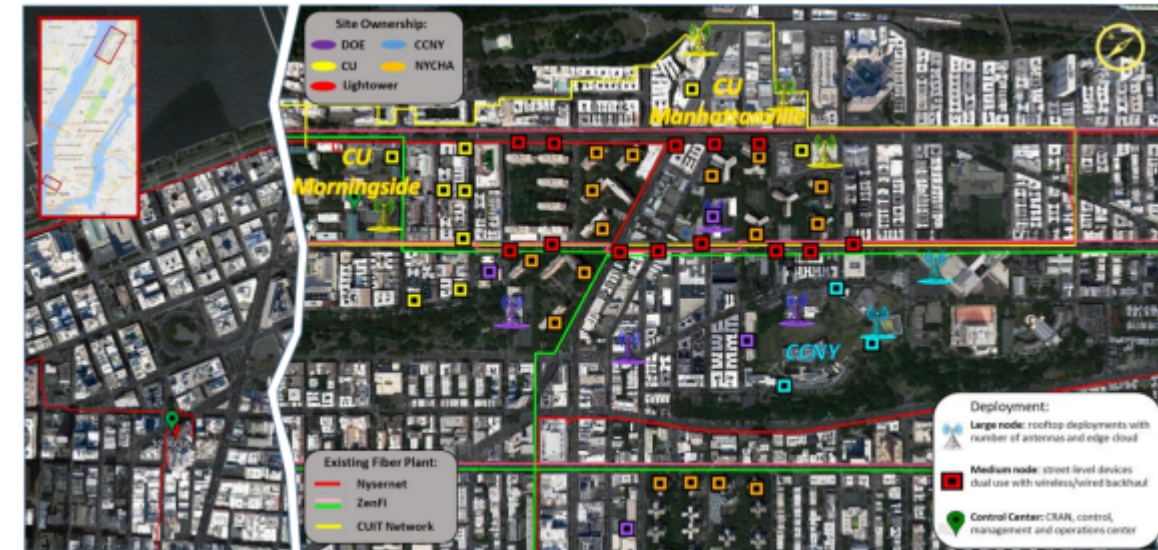 Site Ownership:
DOE
CCNY
CU
NYCHA
Lightower
CU
Manhattanville
CU
Morningside
CCNY
Existing Fiber Plant:
Nysernet
ZenFi
CUIT Network
Deployment:
Large node: rooftop deployments with
number of antennas and edge cloud
Medium node: street-level devices
dual use with wireless/wired backhaul
Control Center: CRAN, control,
management and operations center